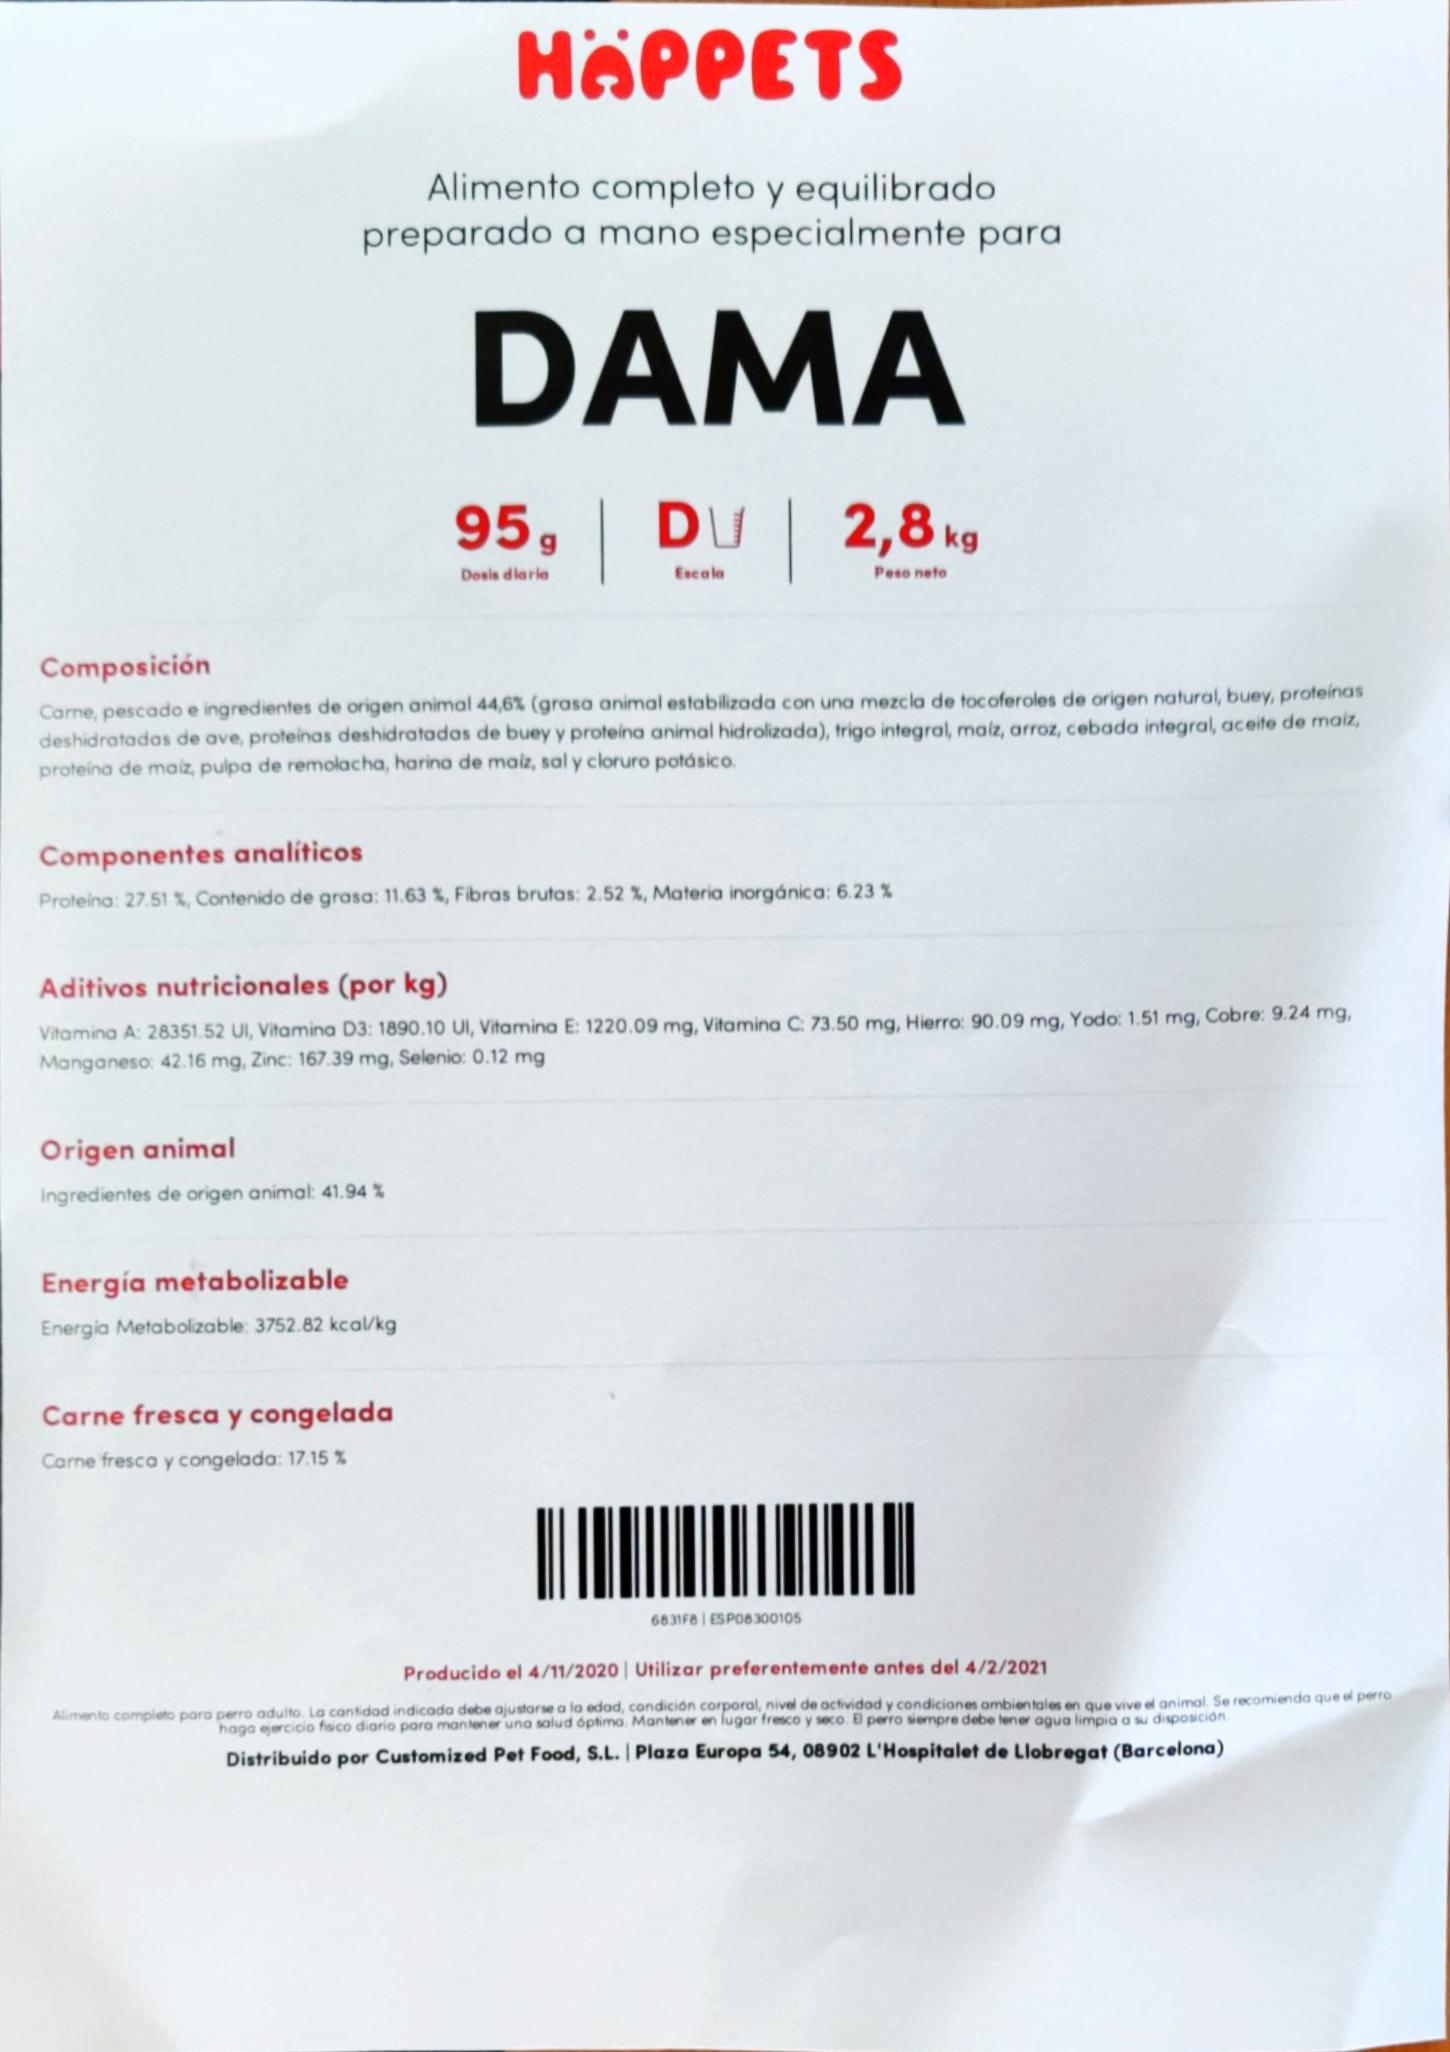 HÄPPETS
Alimento completo y equilibrado
preparado a mano especialmente para
DAMA
95 g
Dosis diaria
D
Escala
2,8 kg
Peso neto
Composición
Carne, pescado e ingredientes de origen animal 44,6% (grasa animal estabilizada con una mezcla de tocoferoles de origen natural, buey, proteínas
deshidratadas de ave, proteínas deshidratadas de buey y proteína animal hidrolizada), trigo integral, maíz, arroz, cebada integral, aceite de maíz,
proteína de maíz, pulpa de remolacha, harina de maíz, sal y cloruro potásico.
Componentes analíticos
Proteína: 27.51 %, Contenido de grasa: 11.63 %, Fibras brutas: 2.52 %, Materia inorgánica: 6.23 %
Aditivos nutricionales (por kg)
Vitamina A: 28351.52 UI, Vitamina D3: 1890.10 UI, Vitamina E: 1220.09 mg, Vitamina C: 73.50 mg, Hierro: 90.09 mg, Yodo: 1.51 mg, Cobre: 9.24 mg,
Manganeso: 42.16 mg, Zinc: 167.39 mg, Selenio: 0.12 mg
Origen animal
Ingredientes de origen animal: 41.94 %
Energía metabolizable
Energía Metabolizable: 3752.82 kcal/kg
Carne fresca y congelada
Carne fresca y congelada: 17.15 %
6831F8 | ESP08300105
Producido el 4/11/2020 | Utilizar preferentemente antes del 4/2/2021
Alimento completo para perro adulto. La cantidad indicada debe ajustarse a la edad, condición corporal, nivel de actividad y condiciones ambientales en que vive el animal. Se recomienda que el perro
haga ejercicio físico diario para mantener una salud óptima. Mantener en lugar fresco y seco. El perro siempre debe tener agua limpia a su disposición.
Distribuido por Customized Pet Food, S.L. | Plaza Europa 54, 08902 L'Hospitalet de Llobregat (Barcelona)